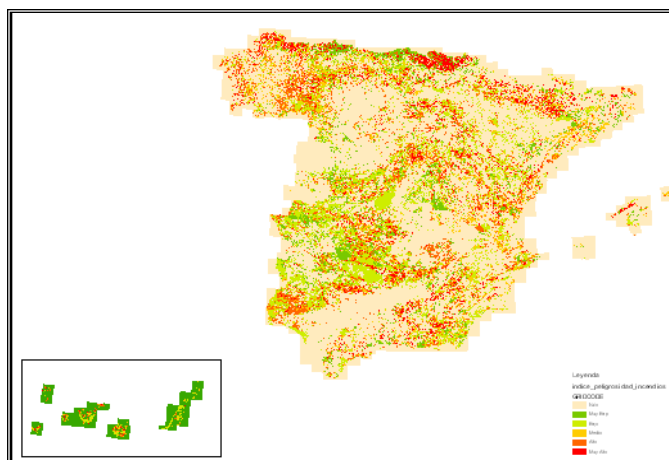 Leyenda
indice_peligrosidad_incendios
GRIDCODE
Muy Bajo
Bajo
Medio
Alto
Muy Alto